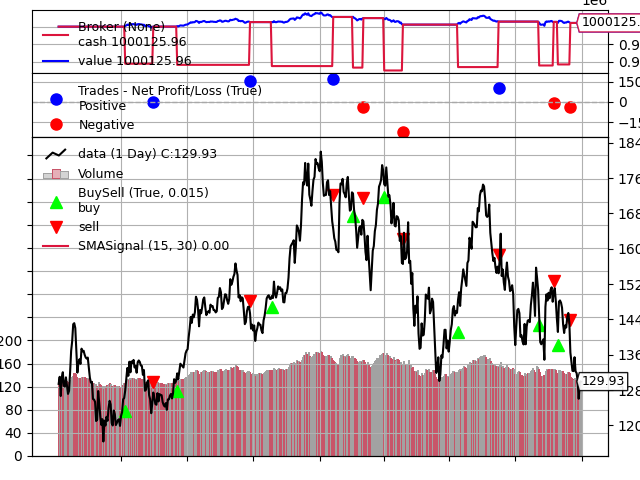 1e6
Broker (None)
cash 1000125.96
value 1000125.96
1000125.
0.9
0.9
Trades - Net Profit/Loss (True)
Positive
Negative
150
0
−15
data (1 Day) C:129.93
Volume
BuySell (True, 0.015)
buy
sell
SMASignal (15, 30) 0.00
184
176
168
160
152
144
136
128
120
129.93
200
160
120
80
40
0